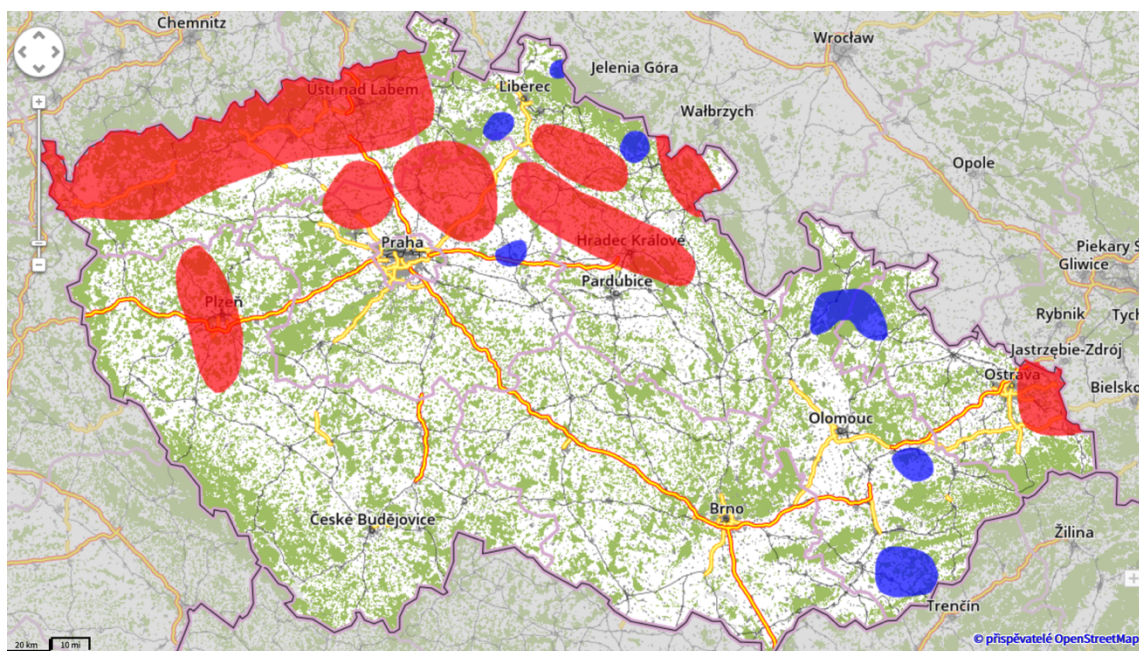 Chemnitz
Wrocław
Jelenia Góra
Liberec
Ústí nad Labem
Wałbrzych
Opole
Praha
Hradec Králové
Piekary S
Gliwice
Pardubice
Plzeň
Rybnik
Tych
Jastrzębie-Zdrój
Ostrava
Bielsko
Olomouc
Brno
České Budějovice
Žilina
Trenčín
20 km
10 mi
© přispěvatelé OpenStreetMap